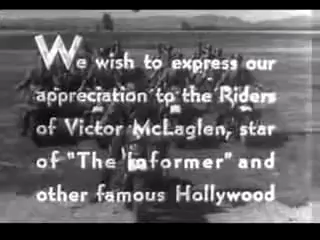 We wish to express our
appreciation to the Riders
of Victor McLaglen, star
of "The Informer" and
other famous Hollywood